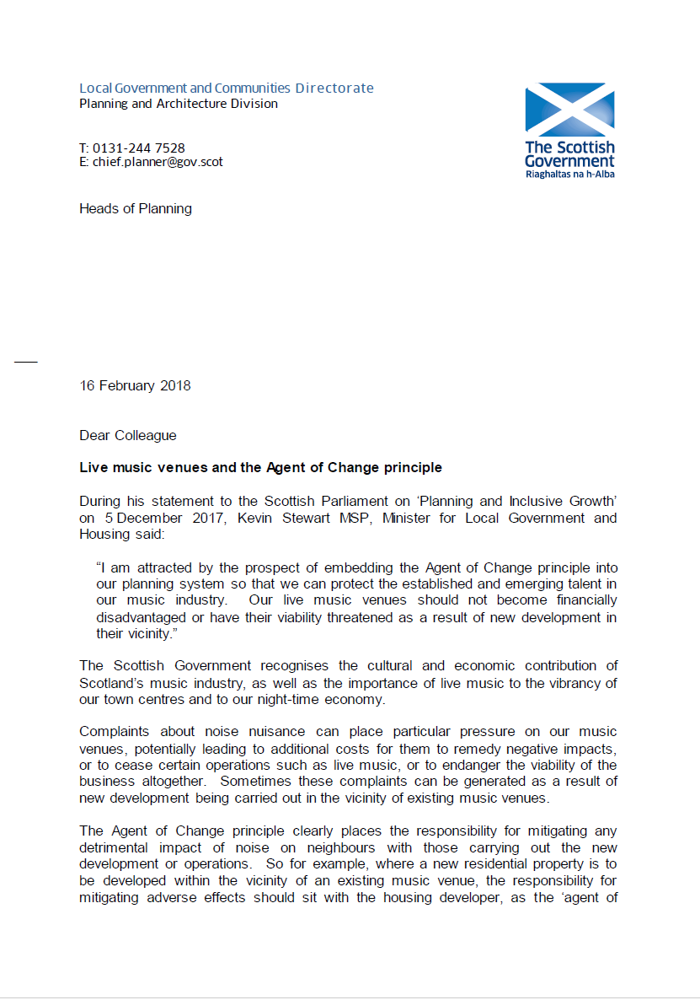 Local Government and Communities Directorate
Planning and Architecture Division
T: 0131-244 7528
E: chief.planner@gov.scot
The Scottish
Government
Riaghaltas na h-Alba
Heads of Planning
16 February 2018
Dear Colleague
Live music venues and the Agent of Change principle
During his statement to the Scottish Parliament on ‘Planning and Inclusive Growth’
on 5 December 2017, Kevin Stewart MSP, Minister for Local Government and
Housing said:
“I am attracted by the prospect of embedding the Agent of Change principle into
our planning system so that we can protect the established and emerging talent in
our music industry. Our live music venues should not become financially
disadvantaged or have their viability threatened as a result of new development in
their vicinity.”
The Scottish Government recognises the cultural and economic contribution of
Scotland’s music industry, as well as the importance of live music to the vibrancy of
our town centres and to our night-time economy.
Complaints about noise nuisance can place particular pressure on our music
venues, potentially leading to additional costs for them to remedy negative impacts,
or to cease certain operations such as live music, or to endanger the viability of the
business altogether. Sometimes these complaints can be generated as a result of
new development being carried out in the vicinity of existing music venues.
The Agent of Change principle clearly places the responsibility for mitigating any
detrimental impact of noise on neighbours with those carrying out the new
development or operations. So for example, where a new residential property is to
be developed within the vicinity of an existing music venue, the responsibility for
mitigating adverse effects should sit with the housing developer, as the ‘agent of